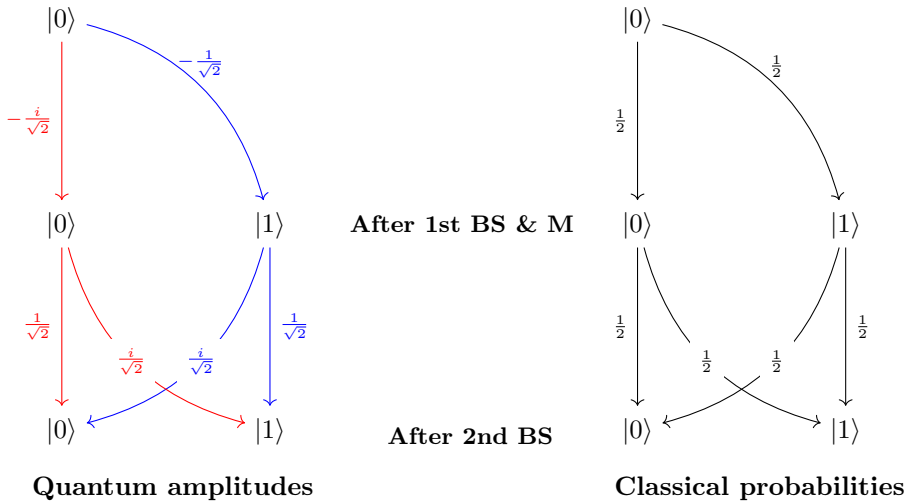 |0⟩ |0⟩
−1/√2 1/2
−i/√2 1/2
|0⟩ |1⟩ After 1st BS & M |0⟩ |1⟩
1/√2 1/√2 1/2 1/2
i/√2 i/√2 1/2 1/2
|0⟩ |1⟩ After 2nd BS |0⟩ |1⟩
Quantum amplitudes Classical probabilities